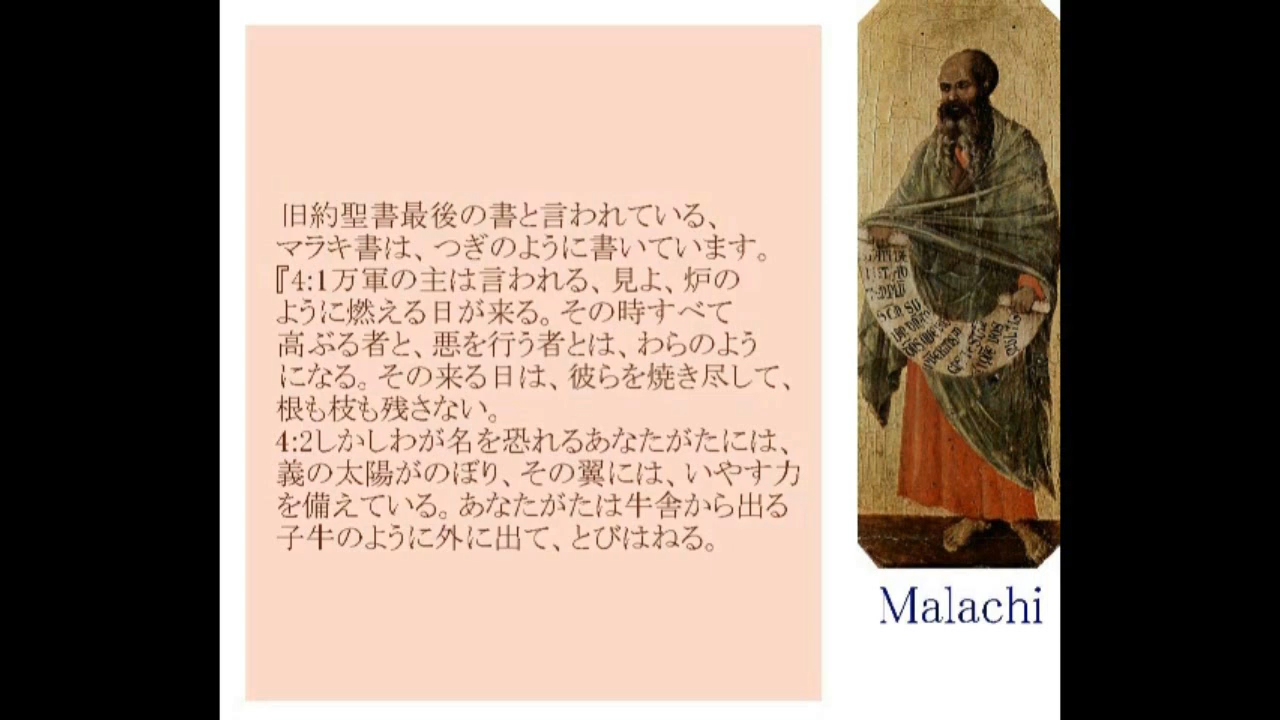 旧約聖書最後の書と言われている、
マラキ書は、つぎのように書いています。
『4:1万軍の主は言われる、見よ、炉の
ように燃える日が来る。その時すべて
高ぶる者と、悪を行う者とは、わらのよう
になる。その来る日は、彼らを焼き尽して、
根も枝も残さない。
4:2しかしわが名を恐れるあなたがたには、
義の太陽がのぼり、その翼には、いやす力
を備えている。あなたがたは牛舎から出る
子牛のように外に出て、とびはねる。
Malachi